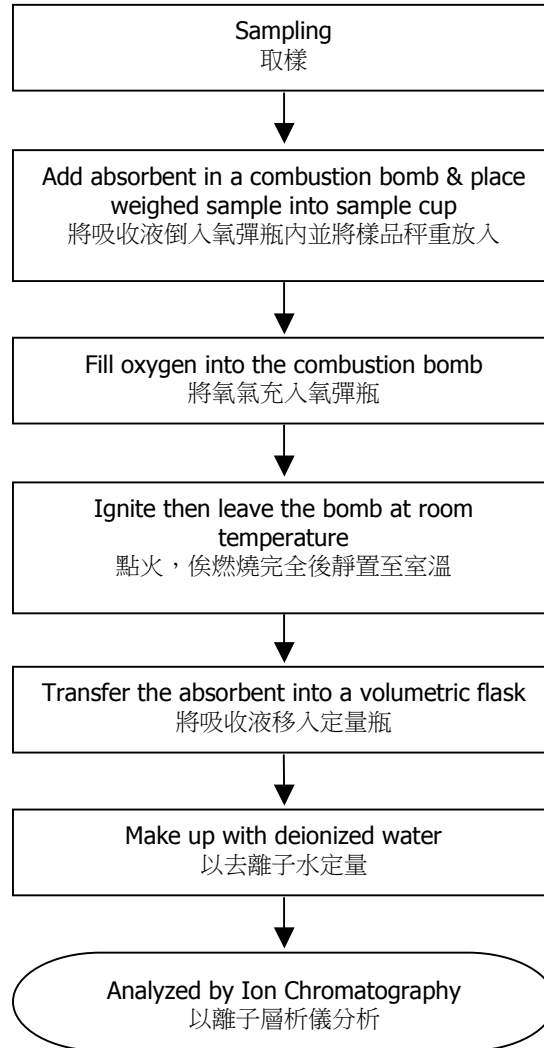 Sampling
取樣
Add absorbent in a combustion bomb & place
weighed sample into sample cup
將吸收液倒入氧彈瓶內並將樣品秤重放入
Fill oxygen into the combustion bomb
將氧氣充入氧彈瓶
Ignite then leave the bomb at room
temperature
點火，俟燃燒完全後靜置至室溫
Transfer the absorbent into a volumetric flask
將吸收液移入定量瓶
Make up with deionized water
以去離子水定量
Analyzed by Ion Chromatography
以離子層析儀分析